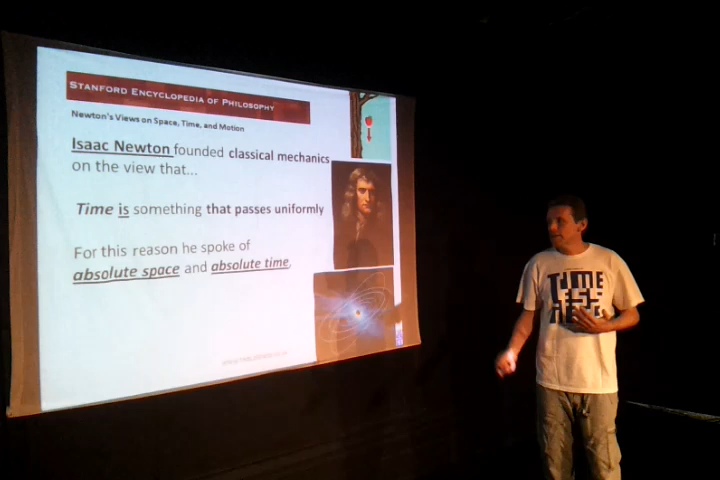 STANFORD ENCYCLOPEDIA OF PHILOSOPHY
Newton's Views on Space, Time, and Motion
Isaac Newton founded classical mechanics
on the view that...
Time is something that passes uniformly
For this reason he spoke of
absolute space and absolute time.
TIME